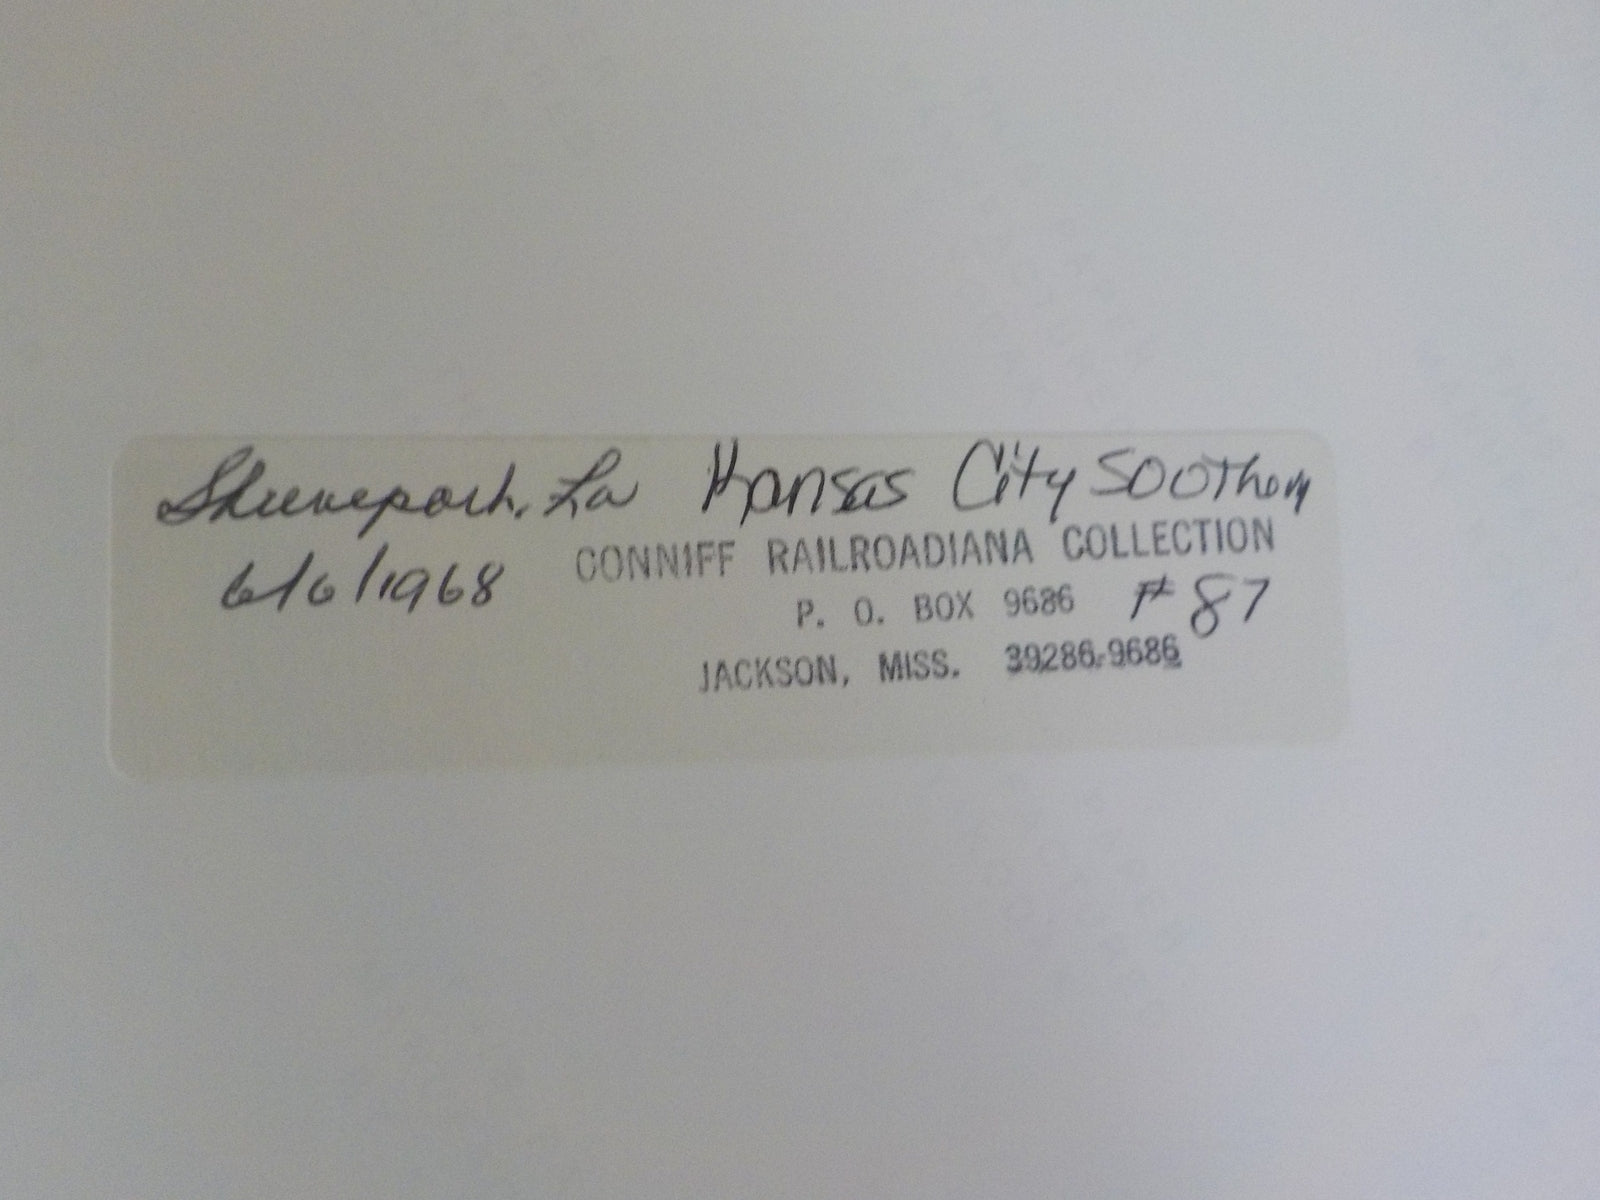 Shreveport, La Kansas City Southern
6/6/1968 CONNIFF RAILROADIANA COLLECTION
P. O. BOX 9686 # 87
JACKSON, MISS. 39286-9686